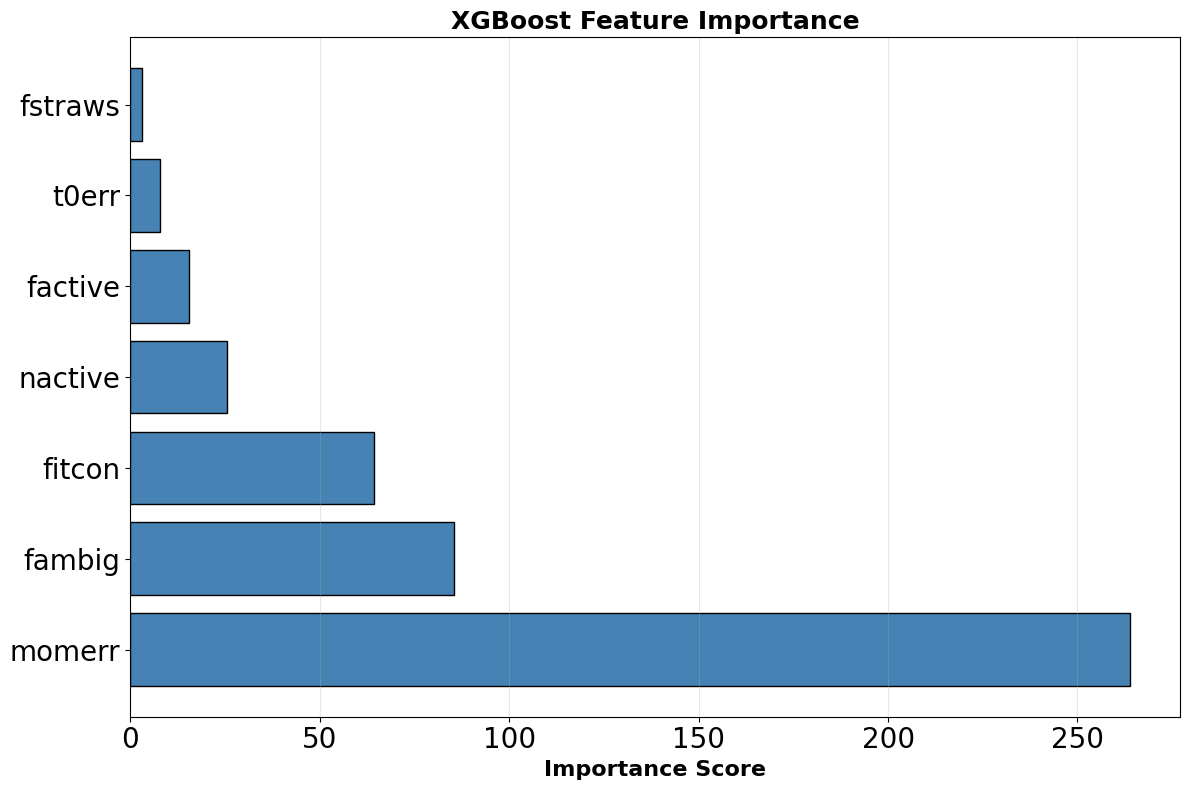 XGBoost Feature Importance
fstraws
t0err
factive
nactive
fitcon
fambig
momerr
0 50 100 150 200 250
Importance Score